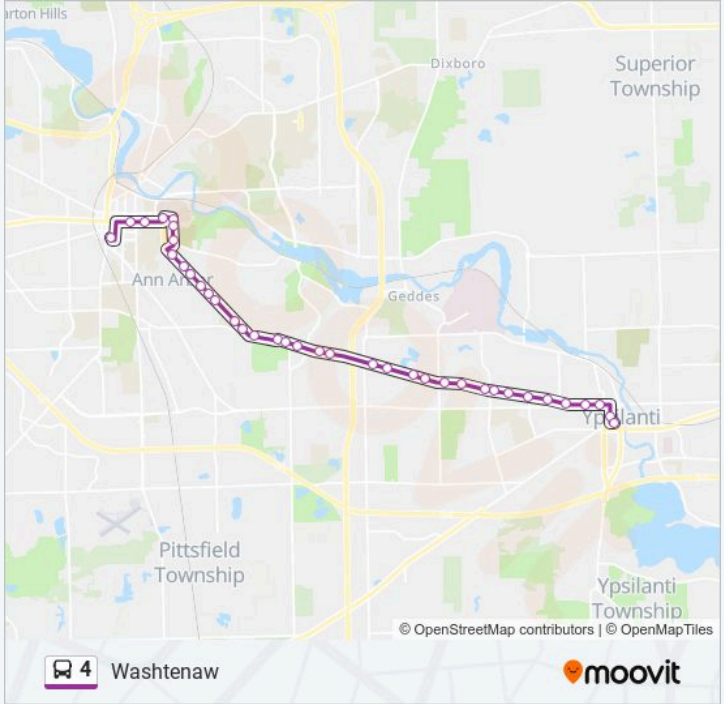 arton Hills
Dixboro
Superior
Township
Ann Arbor
Geddes
Ypsilanti
Pittsfield
Township
Ypsilanti
Township
© OpenStreetMap contributors | © OpenMapTiles
4 Washtenaw
moovit